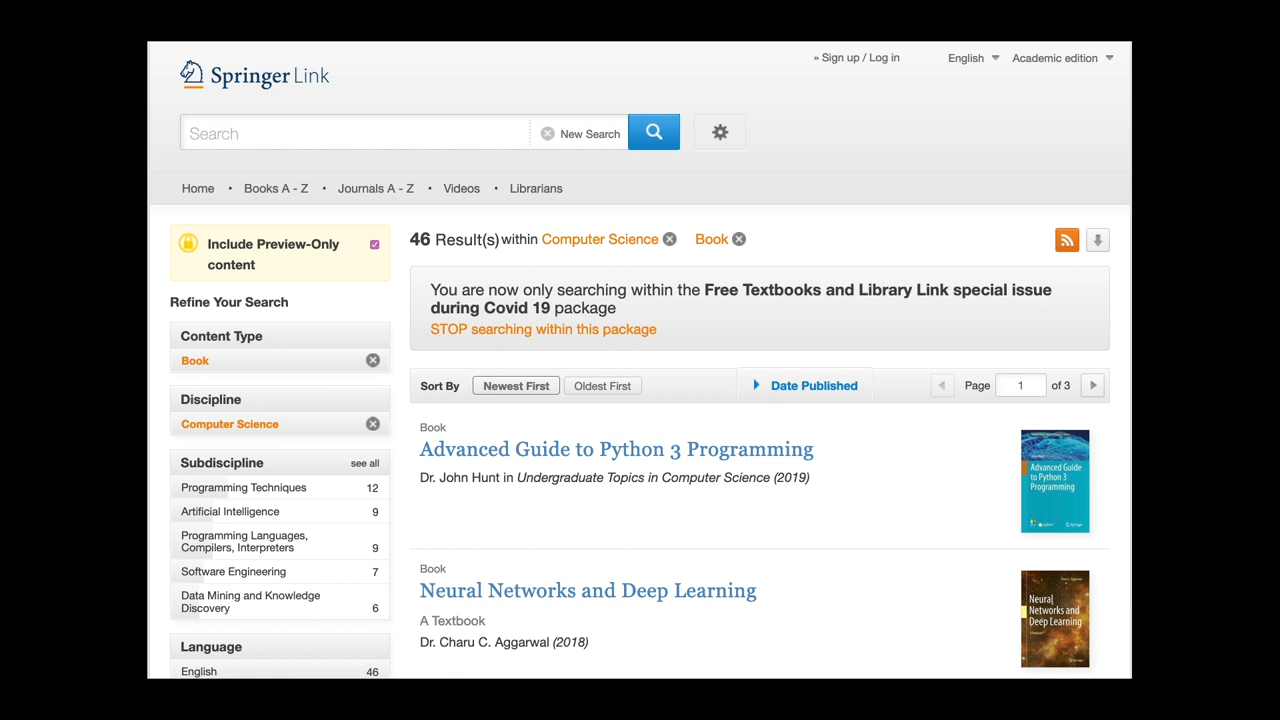 Springer Link
» Sign up / Log in
English
Academic edition
Search
New Search
Home • Books A - Z • Journals A - Z • Videos • Librarians
Include Preview-Only
content
46 Result(s) within Computer Science Book
You are now only searching within the Free Textbooks and Library Link special issue
during Covid 19 package
STOP searching within this package
Refine Your Search
Content Type
Book
Discipline
Computer Science
Subdiscipline see all
Programming Techniques 12
Artificial Intelligence 9
Programming Languages,
Compilers, Interpreters 9
Software Engineering 7
Data Mining and Knowledge
Discovery 6
Language
English 46
Sort By Newest First Oldest First Date Published Page 1 of 3
Book
Advanced Guide to Python 3 Programming
Dr. John Hunt in Undergraduate Topics in Computer Science (2019)
Advanced Guide
to Python 3
Programming
Springer
Book
Neural Networks and Deep Learning
A Textbook
Dr. Charu C. Aggarwal (2018)
Neural
Networks and
Deep Learning
Springer